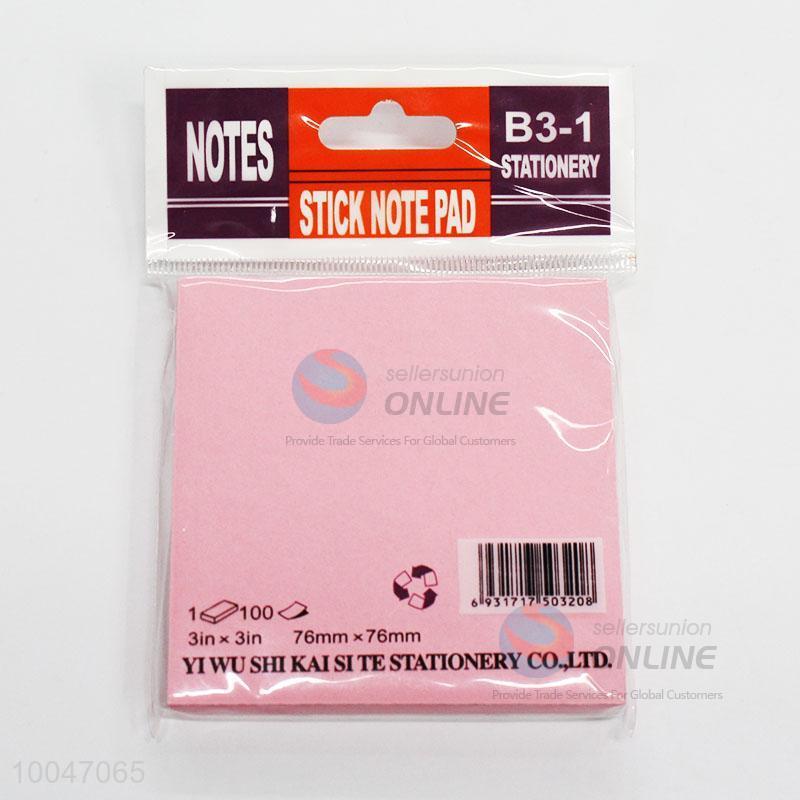 NOTES
STICK NOTE PAD
B3-1
STATIONERY
sellersunion
ONLINE
Provide Trade Services For Global Customers
6 931717 503208
1 100
3in × 3in 76mm × 76mm
YI WU SHI KAI SI TE STATIONERY CO.,LTD.
sellersunion
ONLINE
Provide Trade Services For Global Customers
10047065